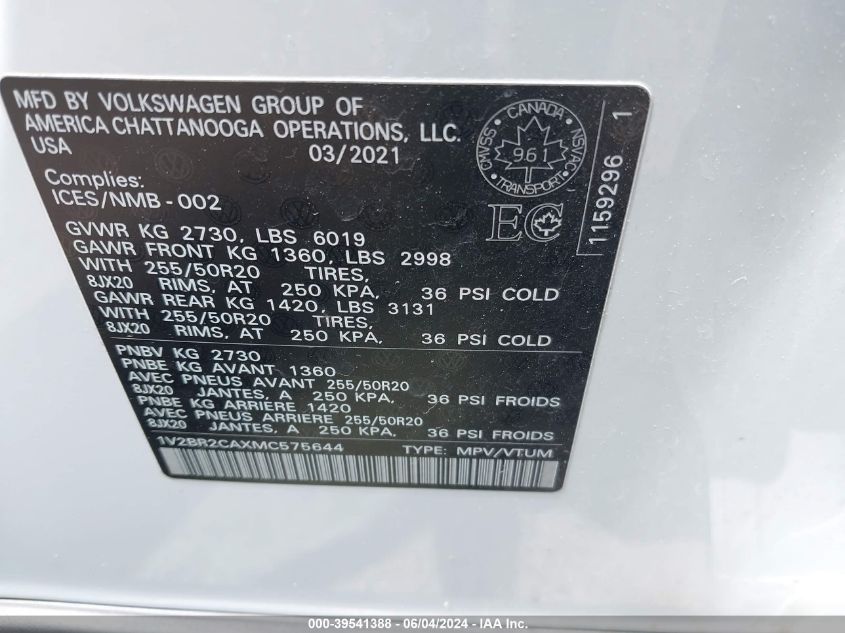 MFD BY VOLKSWAGEN GROUP OF
AMERICA CHATTANOOGA OPERATIONS, LLC.
USA 03/2021
Complies:
ICES/NMB-002
CANADA
CMVSS 961 NSVAC
TRANSPORT
EC
1159296 1
GVWR KG 2730, LBS 6019
GAWR FRONT KG 1360, LBS 2998
WITH 255/50R20 TIRES,
8JX20 RIMS, AT 250 KPA, 36 PSI COLD
GAWR REAR KG 1420, LBS 3131
WITH 255/50R20 TIRES,
8JX20 RIMS, AT 250 KPA, 36 PSI COLD
PNBV KG 2730
PNBE KG AVANT 1360
AVEC PNEUS AVANT 255/50R20
8JX20 JANTES, A 250 KPA, 36 PSI FROIDS
PNBE KG ARRIERE 1420
AVEC PNEUS ARRIERE 255/50R20
8JX20 JANTES, A 250 KPA, 36 PSI FROIDS
1V2BR2CAXMC575644 TYPE: MPV/VTUM
000-39541388 - 06/04/2024 - IAA Inc.